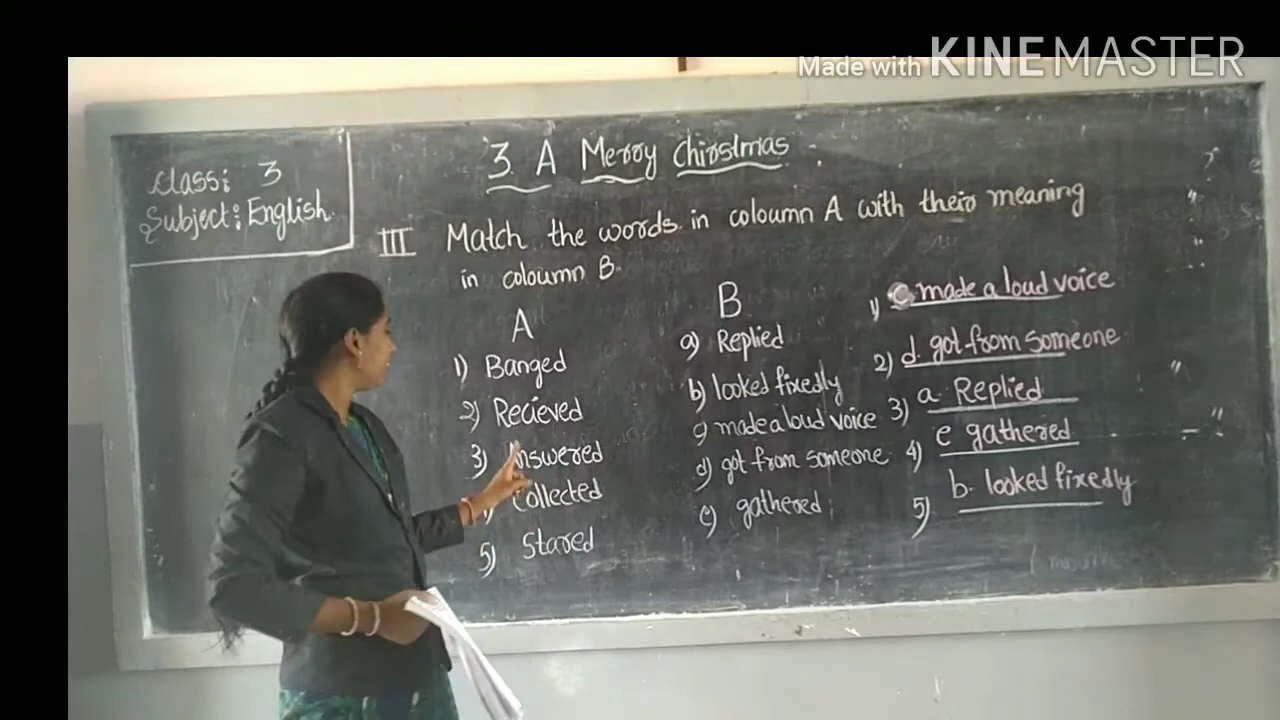 Made with KINEMASTER
3. A Merry Chirstmas :
Class: 3
Subject: English.
III Match the words in coloumn A with their meaning
in coloumn B.
A
1) Banged
2) Recieved
3) Answered
4) Collected
5) Stared
B
a) Replied
b) looked fixedly
c) made a loud voice
d) got from someone
e) gathered
1) c made a loud voice
2) d. got from someone
3) a. Replied
4) e gathered
5) b. looked fixedly